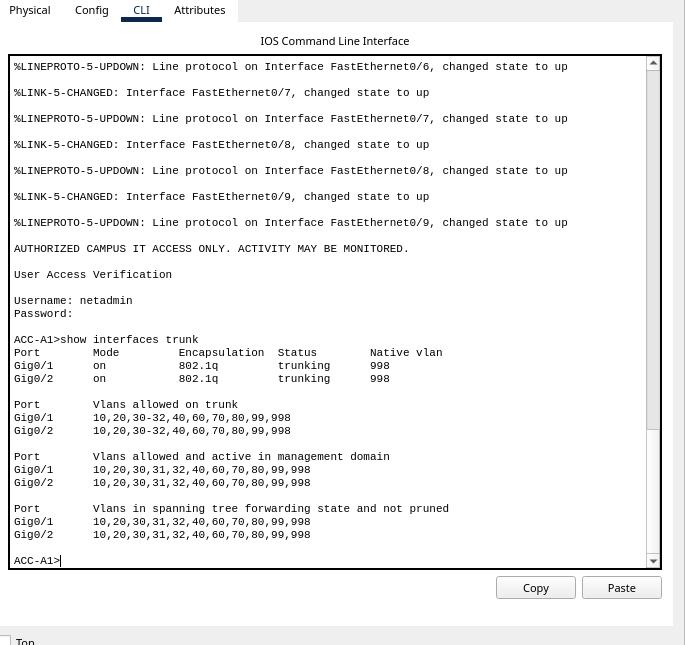 Physical Config CLI Attributes
IOS Command Line Interface
%LINEPROTO-5-UPDOWN: Line protocol on Interface FastEthernet0/6, changed state to up
%LINK-5-CHANGED: Interface FastEthernet0/7, changed state to up
%LINEPROTO-5-UPDOWN: Line protocol on Interface FastEthernet0/7, changed state to up
%LINK-5-CHANGED: Interface FastEthernet0/8, changed state to up
%LINEPROTO-5-UPDOWN: Line protocol on Interface FastEthernet0/8, changed state to up
%LINK-5-CHANGED: Interface FastEthernet0/9, changed state to up
%LINEPROTO-5-UPDOWN: Line protocol on Interface FastEthernet0/9, changed state to up
AUTHORIZED CAMPUS IT ACCESS ONLY. ACTIVITY MAY BE MONITORED.
User Access Verification
Username: netadmin
Password:
ACC-A1>show interfaces trunk
Port        Mode         Encapsulation  Status        Native vlan
Gig0/1      on           802.1q         trunking      998
Gig0/2      on           802.1q         trunking      998
Port        Vlans allowed on trunk
Gig0/1      10,20,30-32,40,60,70,80,99,998
Gig0/2      10,20,30-32,40,60,70,80,99,998
Port        Vlans allowed and active in management domain
Gig0/1      10,20,30,31,32,40,60,70,80,99,998
Gig0/2      10,20,30,31,32,40,60,70,80,99,998
Port        Vlans in spanning tree forwarding state and not pruned
Gig0/1      10,20,30,31,32,40,60,70,80,99,998
Gig0/2      10,20,30,31,32,40,60,70,80,99,998
ACC-A1>
Copy Paste
Top